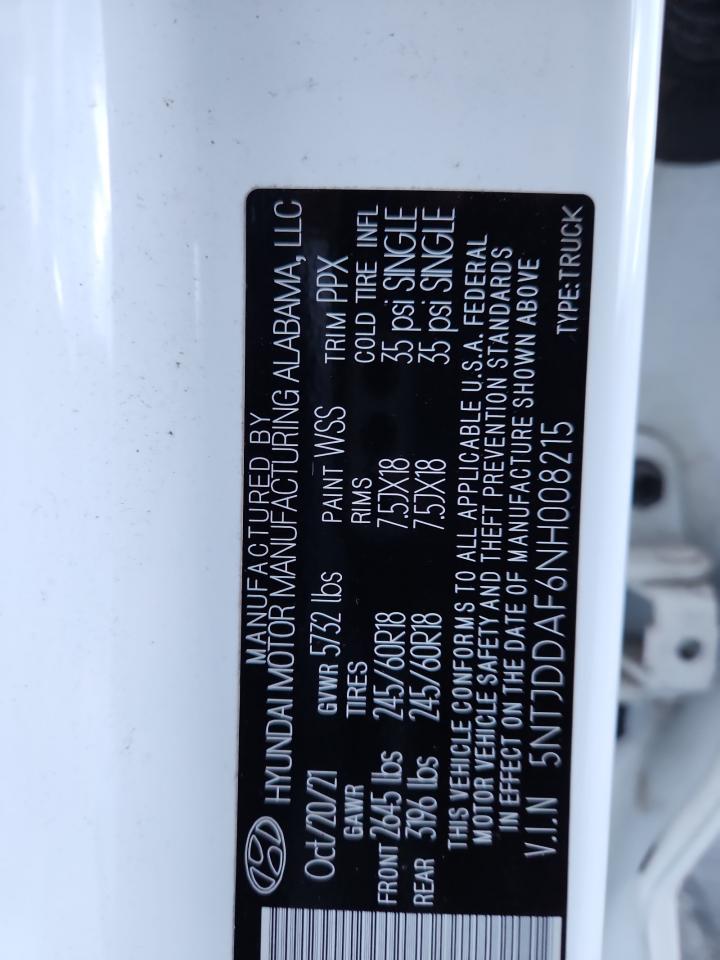 MANUFACTURED BY
HYUNDAI MOTOR MANUFACTURING ALABAMA, LLC
Oct/20/21 GVWR 5732 lbs PAINT WSS TRIM PPX
GAWR TIRES RIMS COLD TIRE INFL
FRONT 2645 lbs 245/60R18 7.5JX18 35 psi SINGLE
REAR 3196 lbs 245/60R18 7.5JX18 35 psi SINGLE
THIS VEHICLE CONFORMS TO ALL APPLICABLE U.S.A. FEDERAL
MOTOR VEHICLE SAFETY AND THEFT PREVENTION STANDARDS
IN EFFECT ON THE DATE OF MANUFACTURE SHOWN ABOVE
V.I.N 5NTJDDAF6NH008215 TYPE:TRUCK